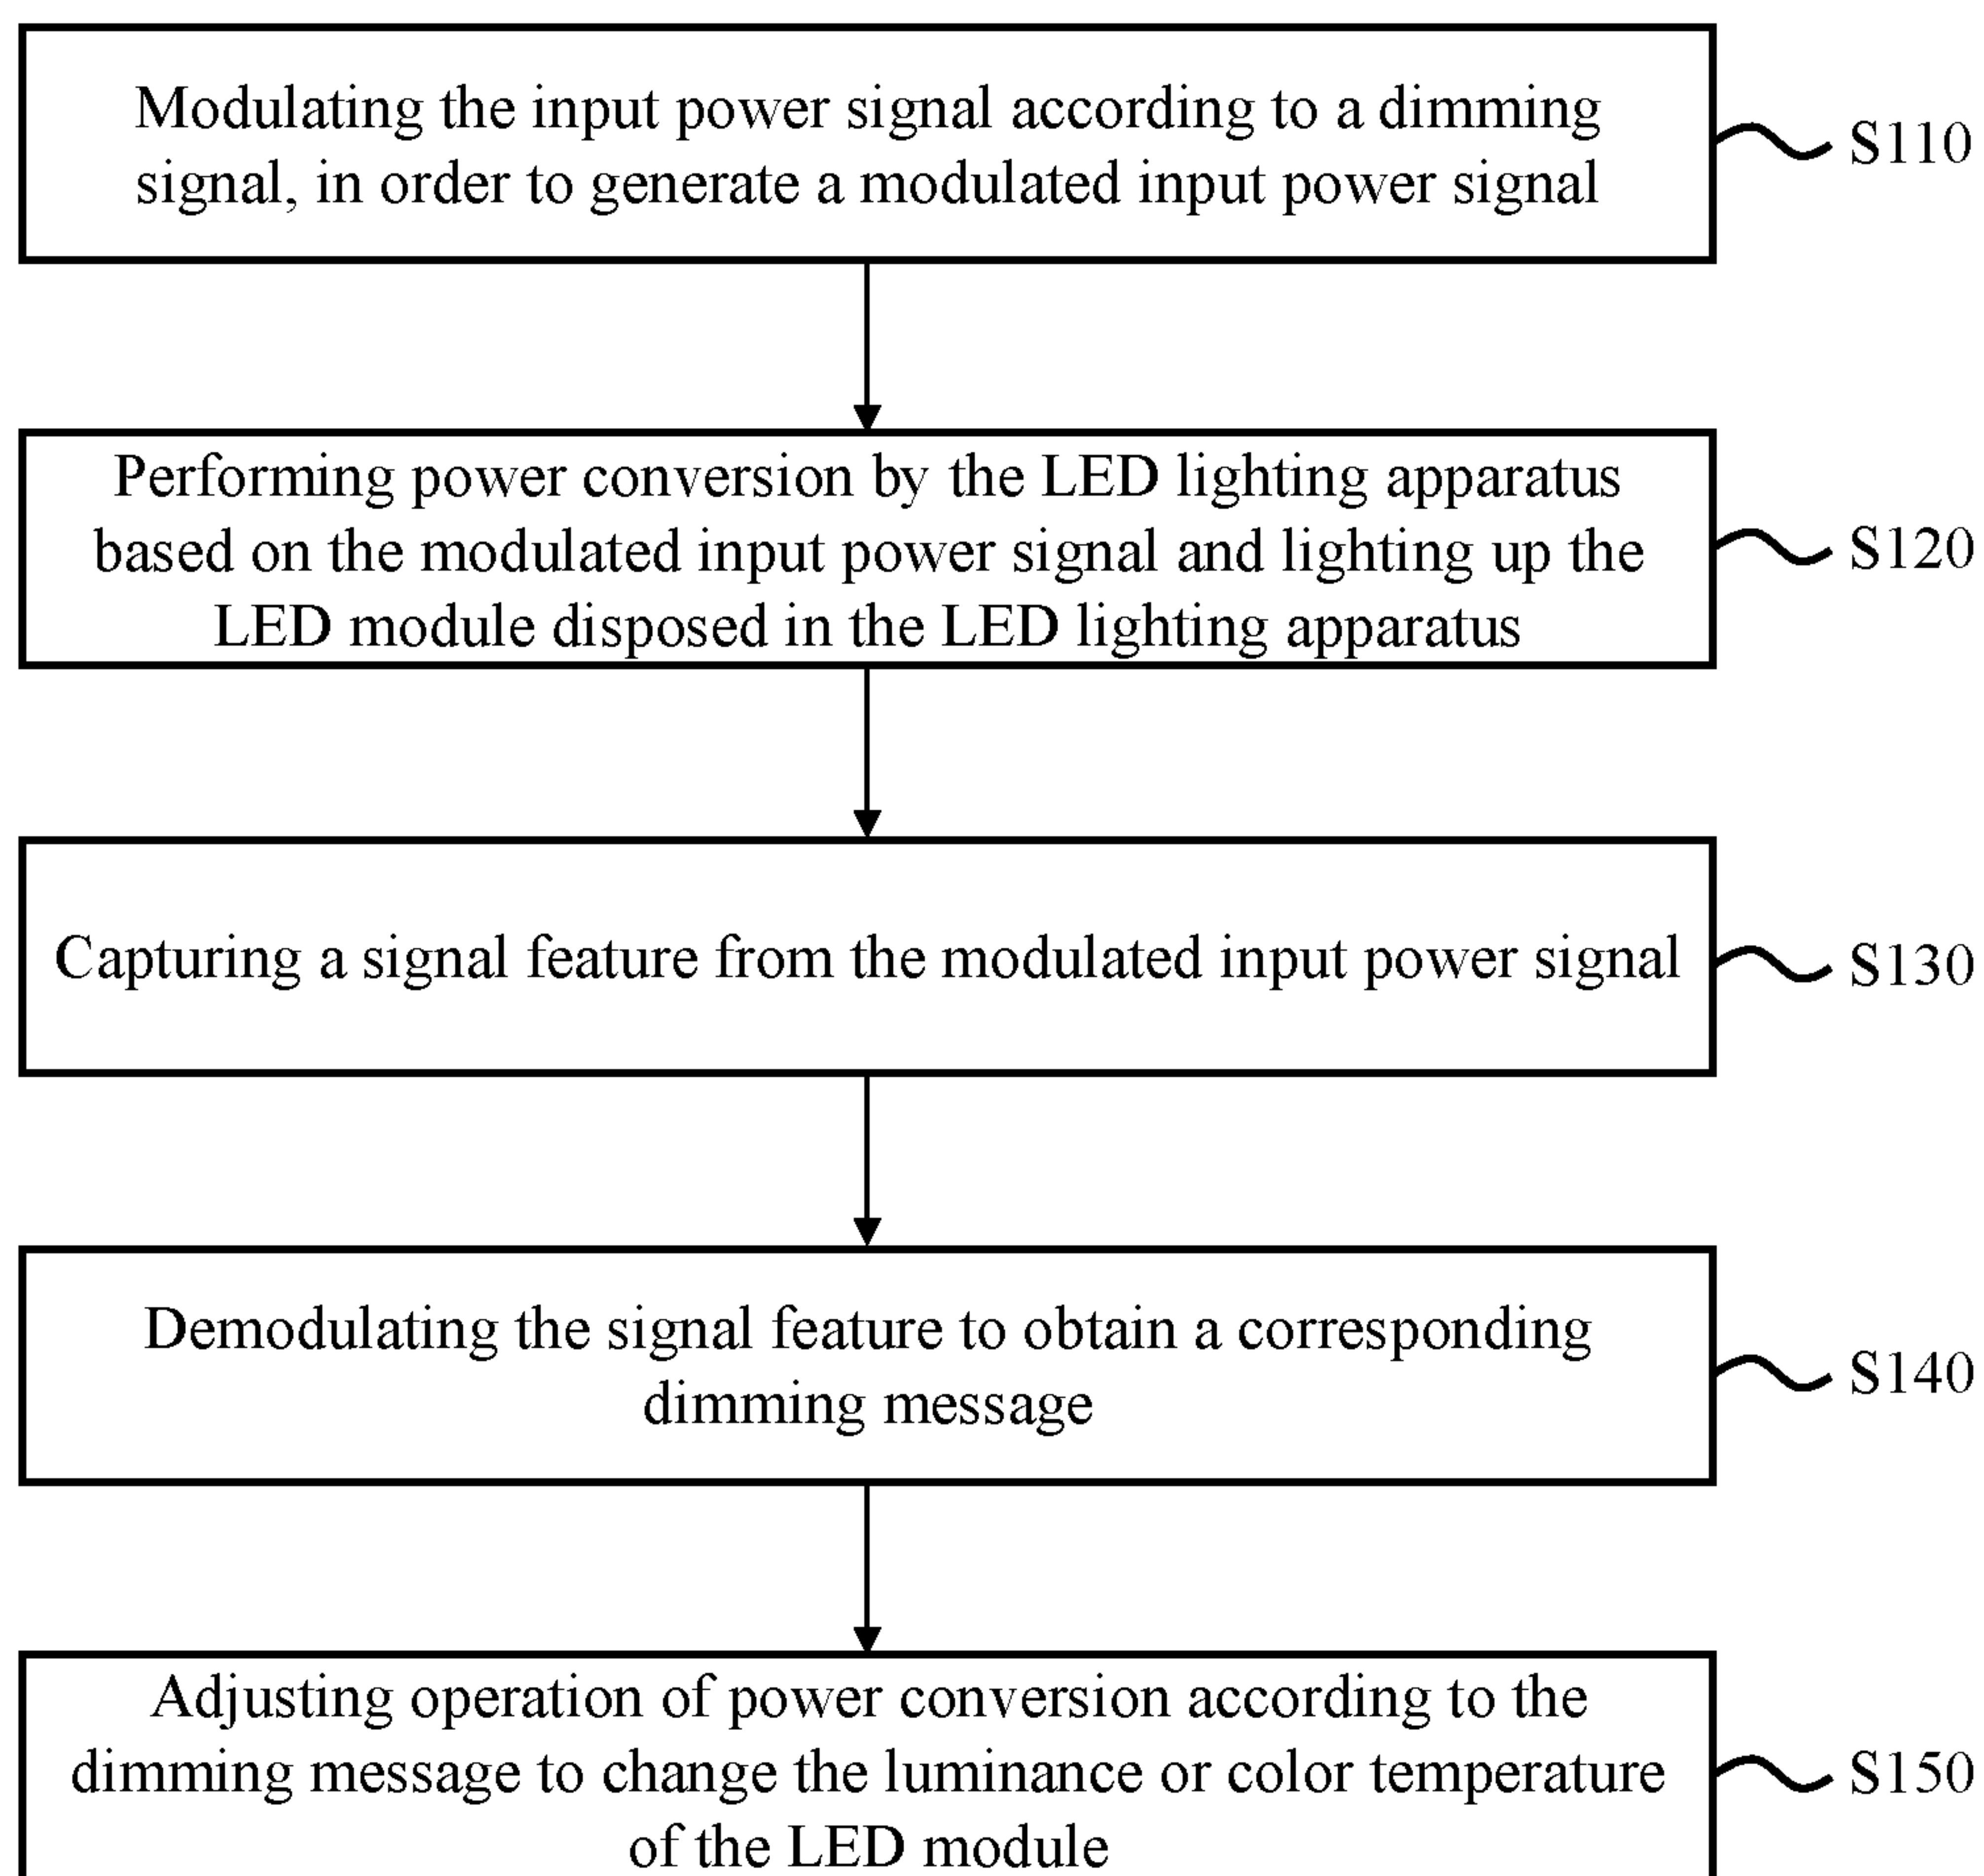 Modulating the input power signal according to a dimming
signal, in order to generate a modulated input power signal
S110
Performing power conversion by the LED lighting apparatus
based on the modulated input power signal and lighting up the
LED module disposed in the LED lighting apparatus
S120
Capturing a signal feature from the modulated input power signal
S130
Demodulating the signal feature to obtain a corresponding
dimming message
S140
Adjusting operation of power conversion according to the
dimming message to change the luminance or color temperature
of the LED module
S150